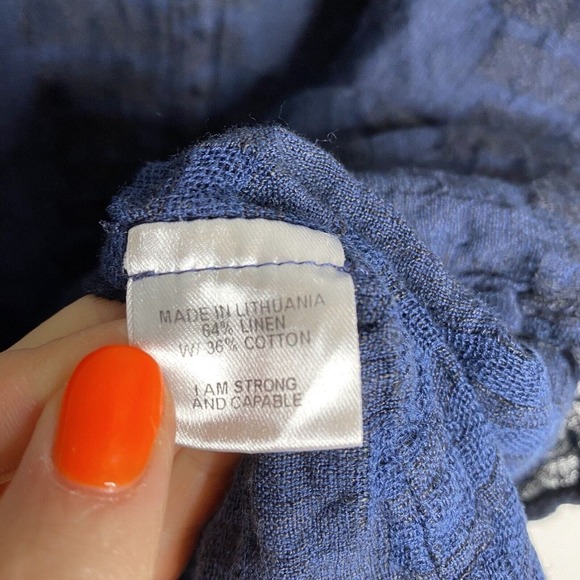 MADE IN LITHUANIA
64% LINEN
W/ 36% COTTON
I AM STRONG
AND CAPABLE